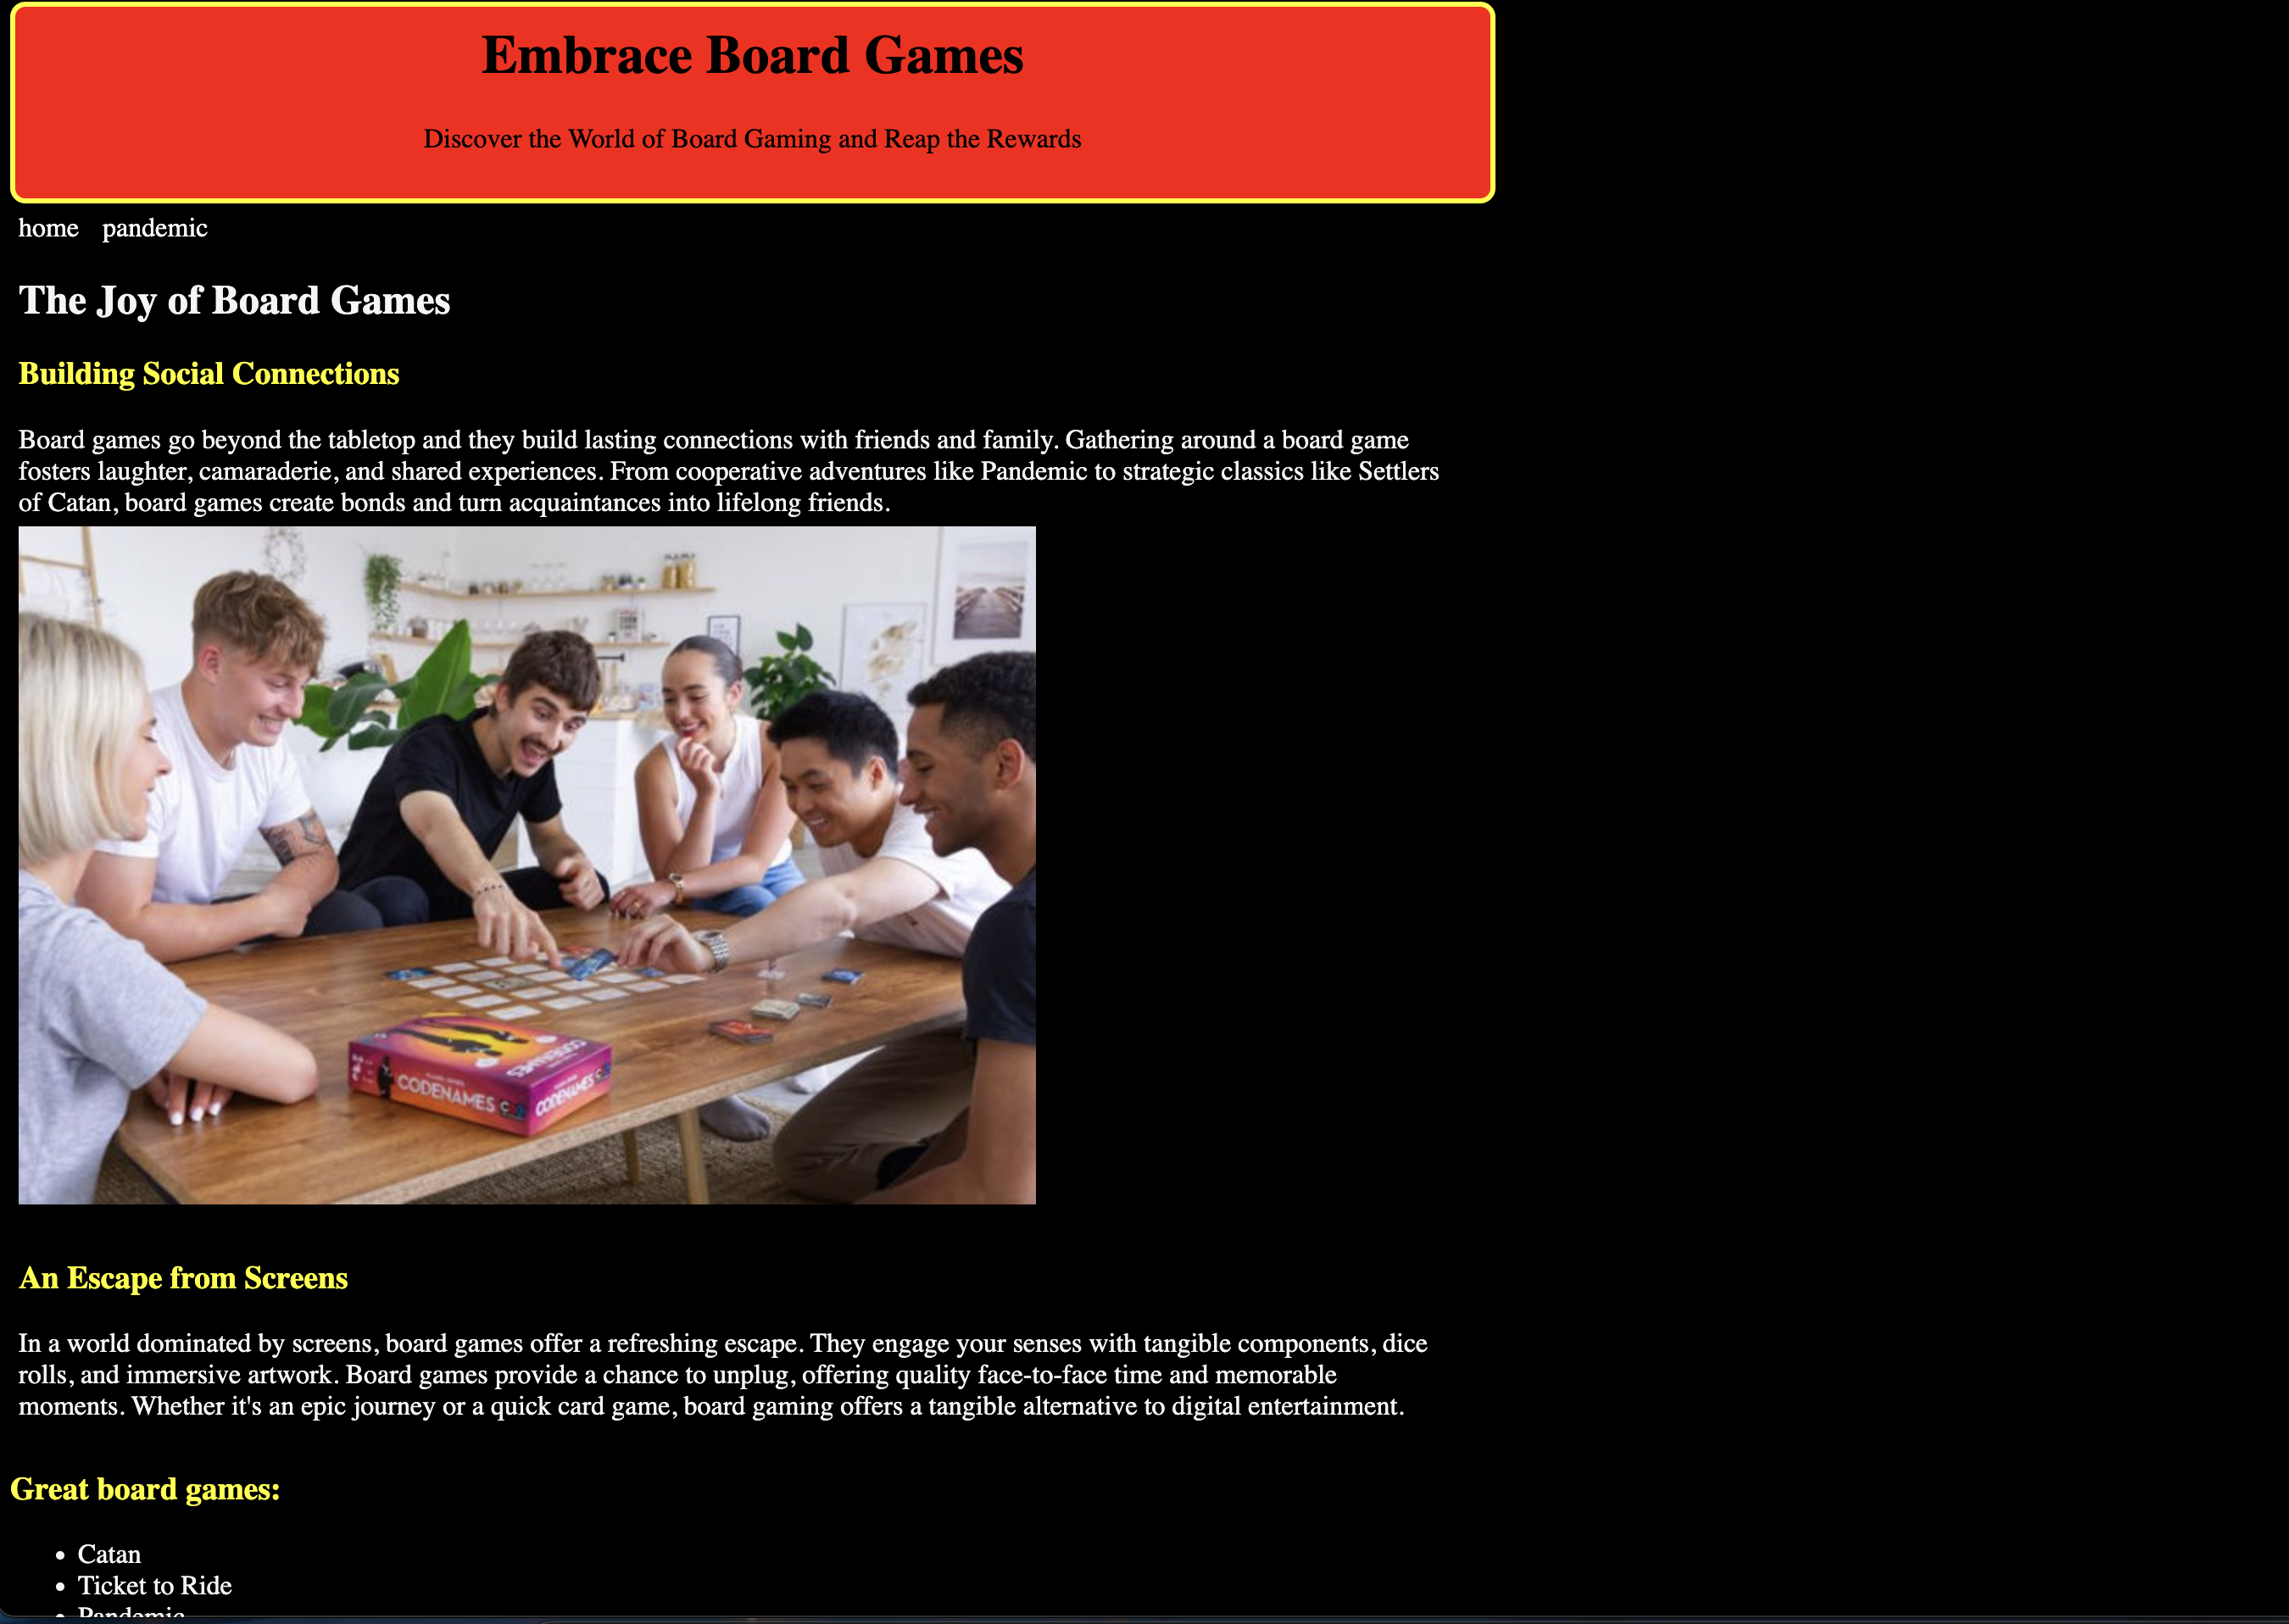 Embrace Board Games
Discover the World of Board Gaming and Reap the Rewards
home pandemic
The Joy of Board Games
Building Social Connections
Board games go beyond the tabletop and they build lasting connections with friends and family. Gathering around a board game
fosters laughter, camaraderie, and shared experiences. From cooperative adventures like Pandemic to strategic classics like Settlers
of Catan, board games create bonds and turn acquaintances into lifelong friends.
CODENAMES
CODENAMES
CODENAMES
An Escape from Screens
In a world dominated by screens, board games offer a refreshing escape. They engage your senses with tangible components, dice
rolls, and immersive artwork. Board games provide a chance to unplug, offering quality face-to-face time and memorable
moments. Whether it's an epic journey or a quick card game, board gaming offers a tangible alternative to digital entertainment.
Great board games:
Catan
Ticket to Ride
Pandemic